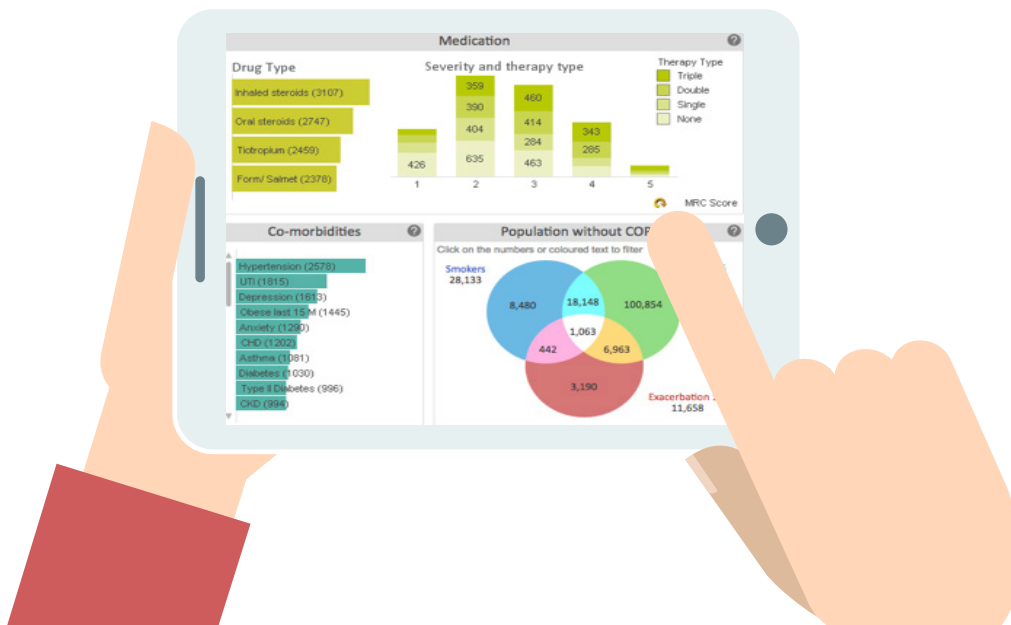 Medication
Drug Type
Inhaled steroids (3107)
Oral steroids (2747)
Tiotropium (2459)
Form/ Salmet (2378)
Severity and therapy type
359
390
404
635
460
414
284
463
343
285
426
1 2 3 4 5
MRC Score
Therapy Type
Triple
Double
Single
None
Co-morbidities
Hypertension (2578)
UTI (1815)
Depression (1613)
Obese last 15 M (1445)
Anxiety (1290)
CHD (1202)
Asthma (1081)
Diabetes (1030)
Type II Diabetes (996)
CKD (994)
Population without COP
Click on the numbers or coloured text to filter
Smokers
28,133
8,480
18,148
100,854
1,063
442
6,963
3,190
Exacerbation
11,658